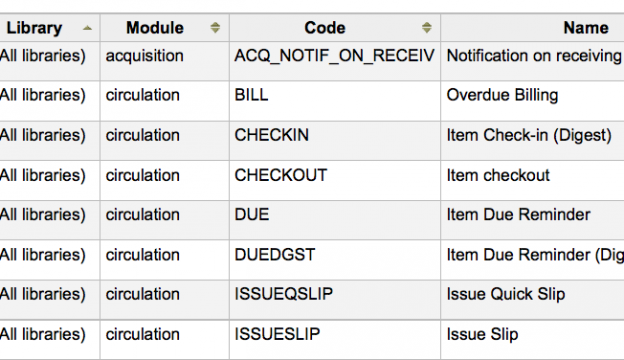 Library Module Code Name
All libraries) acquisition ACQ_NOTIF_ON_RECEIV Notification on receiving
All libraries) circulation BILL Overdue Billing
All libraries) circulation CHECKIN Item Check-in (Digest)
All libraries) circulation CHECKOUT Item checkout
All libraries) circulation DUE Item Due Reminder
All libraries) circulation DUEDGST Item Due Reminder (Dig
All libraries) circulation ISSUEQSLIP Issue Quick Slip
All libraries) circulation ISSUESLIP Issue Slip